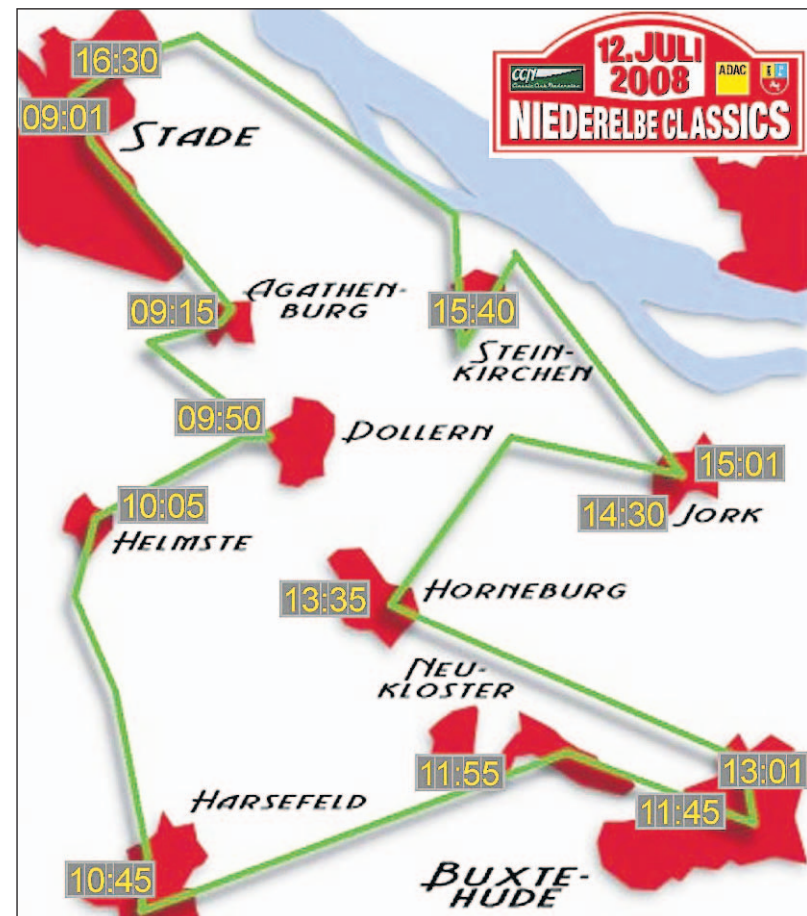 12. JULI
2008
CCN
ADAC
NIEDERELBE CLASSICS
16:30
09:01
STADE
AGATHEN-
BURG
09:15
15:40
STEIN-
KIRCHEN
09:50
DOLLERN
15:01
14:30
JORK
10:05
HELMSTE
13:35
HORNEBURG
NEU-
KLOSTER
11:55
13:01
11:45
HARSEFELD
10:45
BUXTE-
HUDE